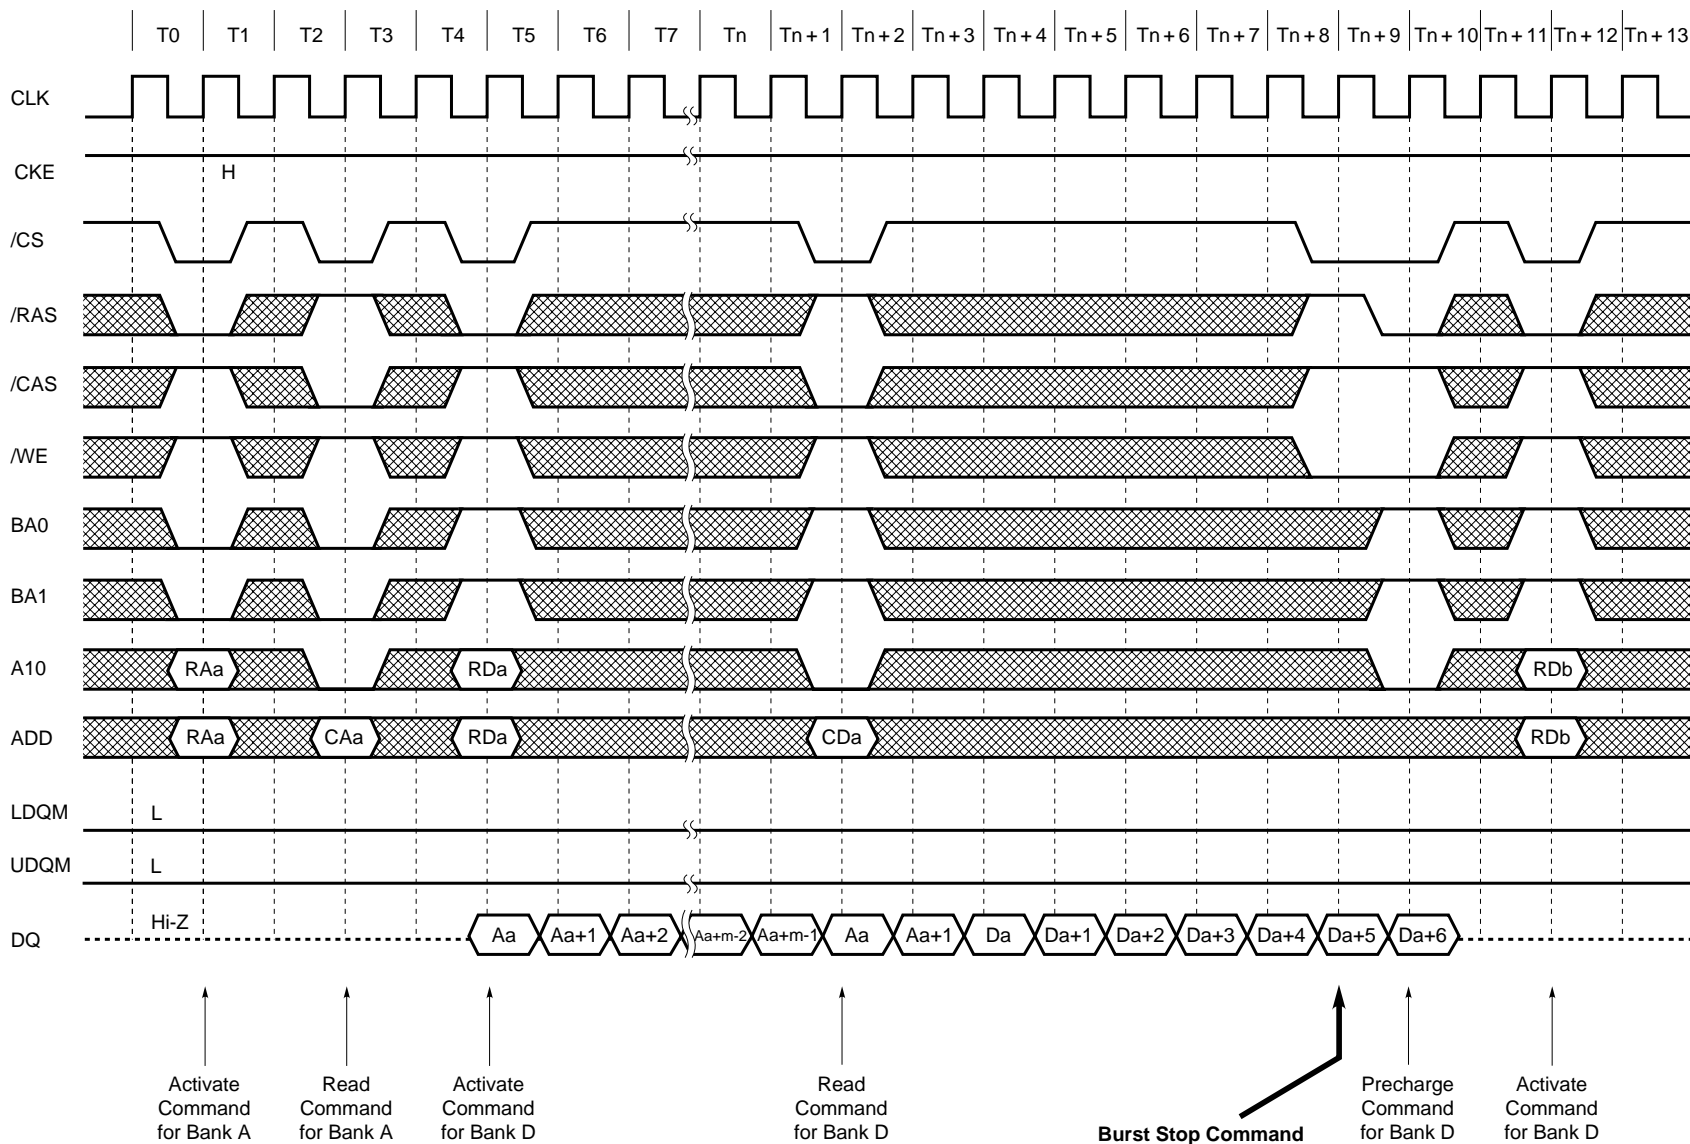 T0 T1 T2 T3 T4 T5 T6 T7 Tn Tn + 1 Tn + 2 Tn + 3 Tn + 4 Tn + 5 Tn + 6 Tn + 7 Tn + 8 Tn + 9 Tn + 10 Tn + 11 Tn + 12 Tn + 13
CLK
CKE H
/CS
/RAS
/CAS
/WE
BA0
BA1
A10 RAa RDa RDb
ADD RAa CAa RDa CDa RDb
LDQM L
UDQM L
DQ Hi-Z Aa Aa+1 Aa+2 Aa+m-2 Aa+m-1 Aa Aa+1 Da Da+1 Da+2 Da+3 Da+4 Da+5 Da+6
Activate Read Activate Read Precharge Activate
Command Command Command Command Command Command
for Bank A for Bank A for Bank D for Bank D Burst Stop Command for Bank D for Bank D